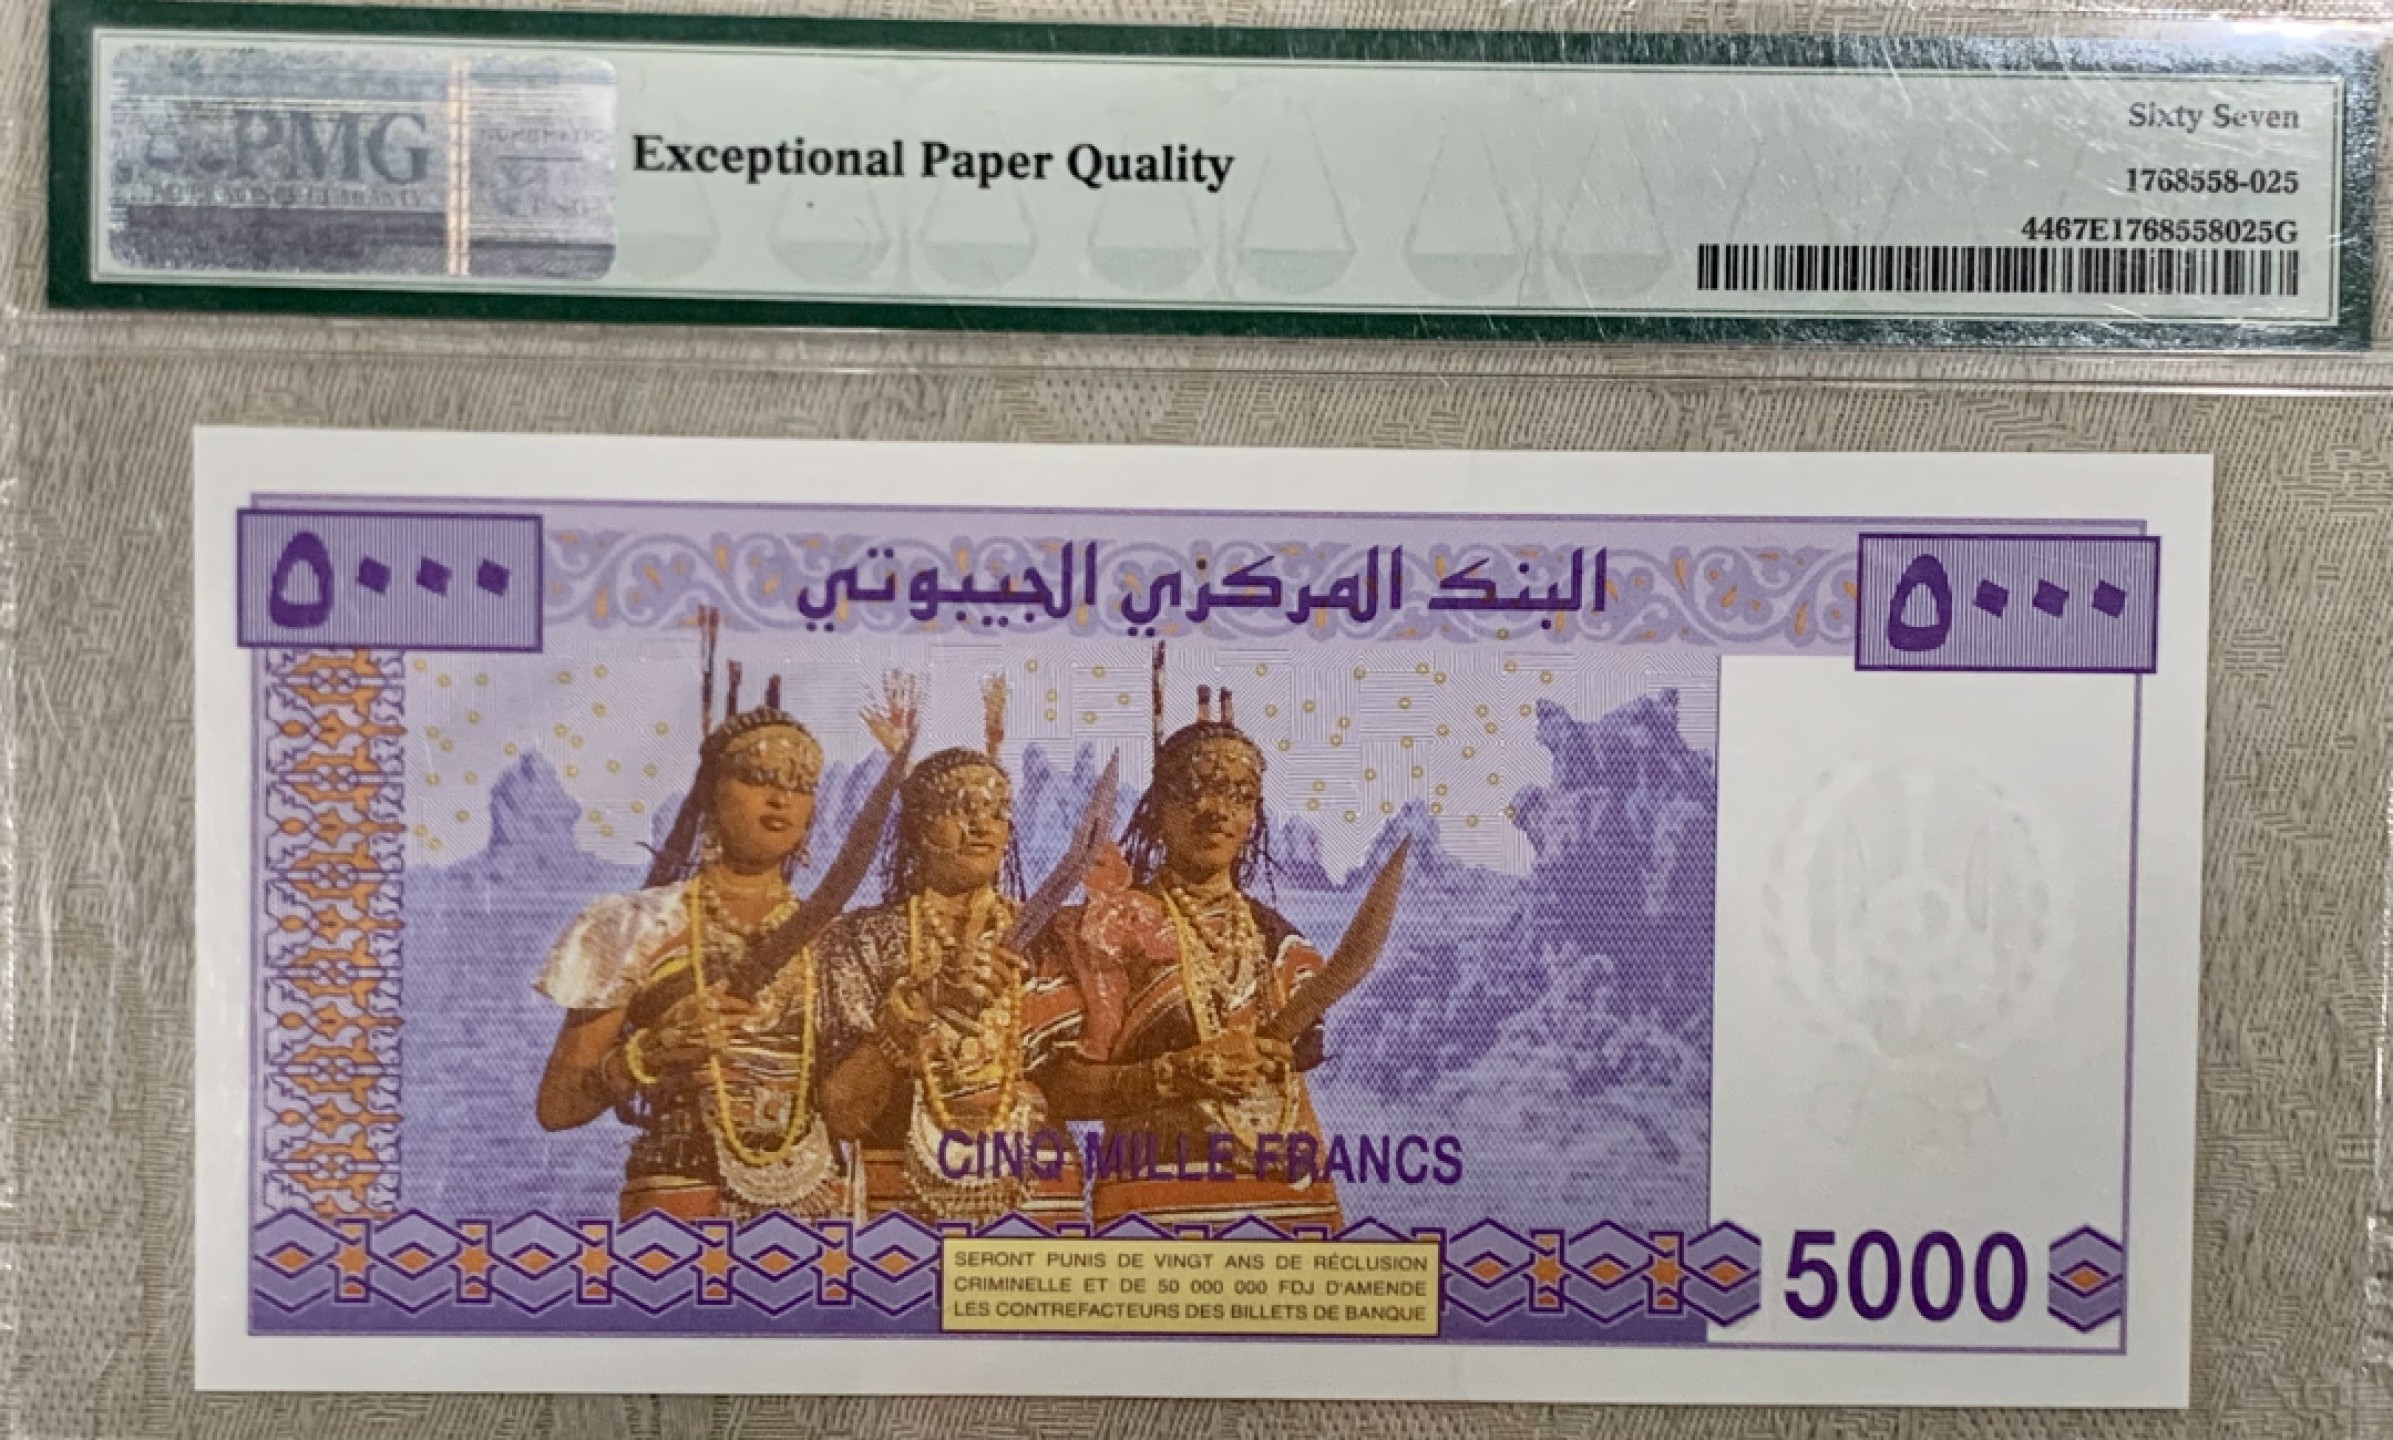 PMG
Exceptional Paper Quality
Sixty Seven
1768558-025
4467E1768558025G
٥٠٠٠
البنك المركزي الجيبوتي
٥٠٠٠
CINQ MILLE FRANCS
SERONT PUNIS DE VINGT ANS DE RÉCLUSION
CRIMINELLE ET DE 50 000 000 FDJ D'AMENDE
LES CONTREFACTEURS DES BILLETS DE BANQUE
5000